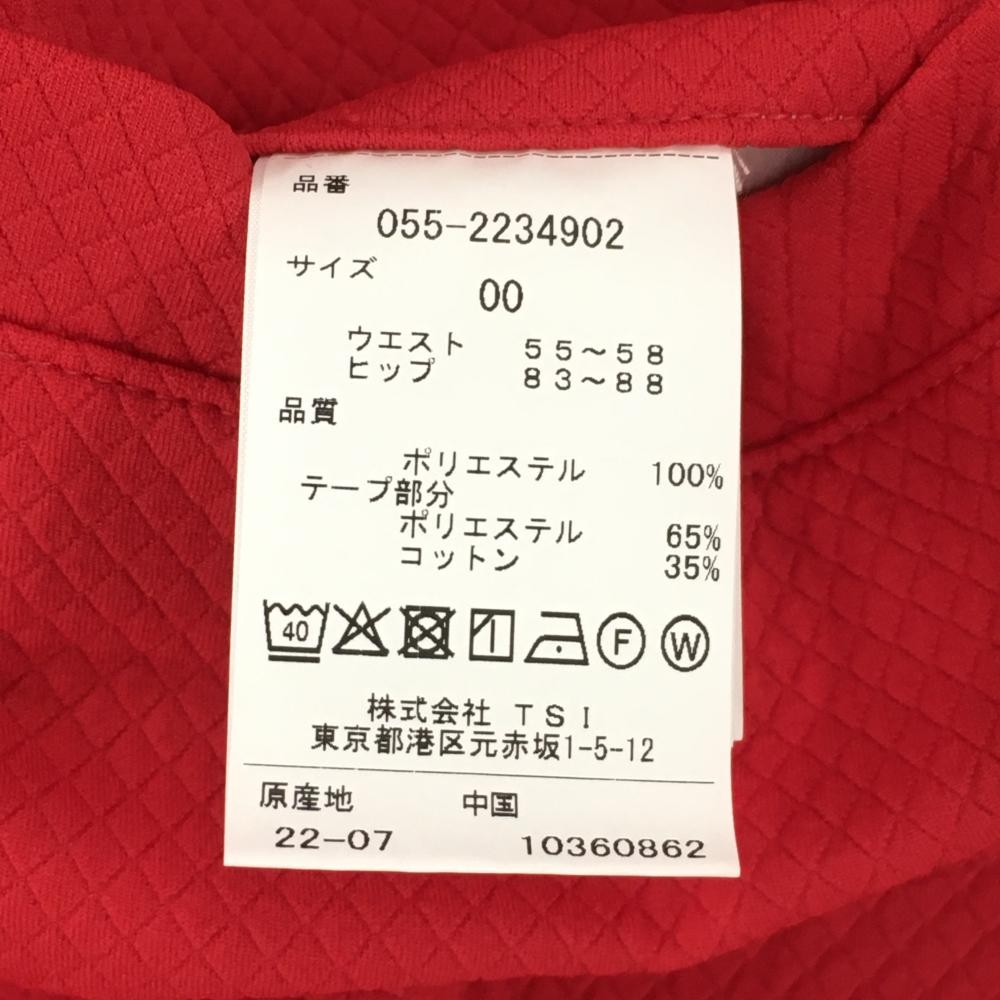 品番
055-2234902
サイズ
00
ウエスト 55～58
ヒップ 83～88
品質
ポリエステル 100%
テープ部分
ポリエステル 65%
コットン 35%
40 F W
株式会社 TSI
東京都港区元赤坂1-5-12
原産地 中国
22-07 10360862